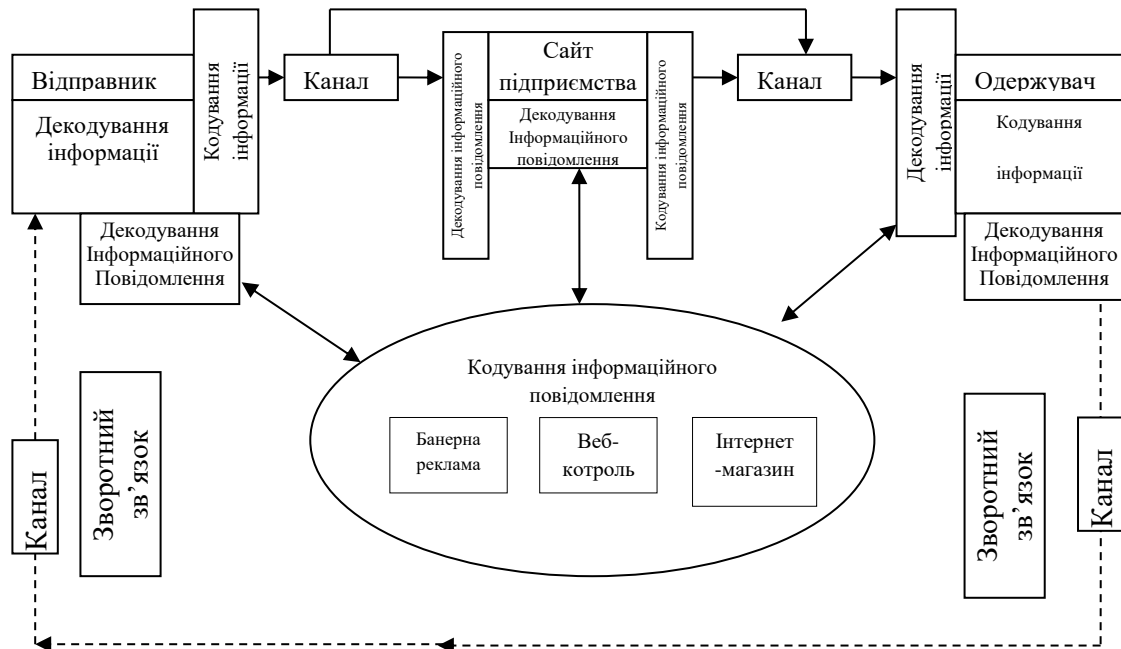 Відправник
Декодування
інформації
Кодування
інформації
Декодування
Інформаційного
Повідомлення
Канал
Декодування інформаційного
повідомлення
Сайт
підприємства
Декодування
Інформаційного
повідомлення
Кодування інформаційного
повідомлення
Канал
Декодування
інформації
Одержувач
Кодування
інформації
Декодування
Інформаційного
Повідомлення
Кодування інформаційного
повідомлення
Банерна
реклама
Веб-
котроль
Інтернет
-магазин
Канал
Зворотний
зв’язок
Зворотний
зв’язок
Канал